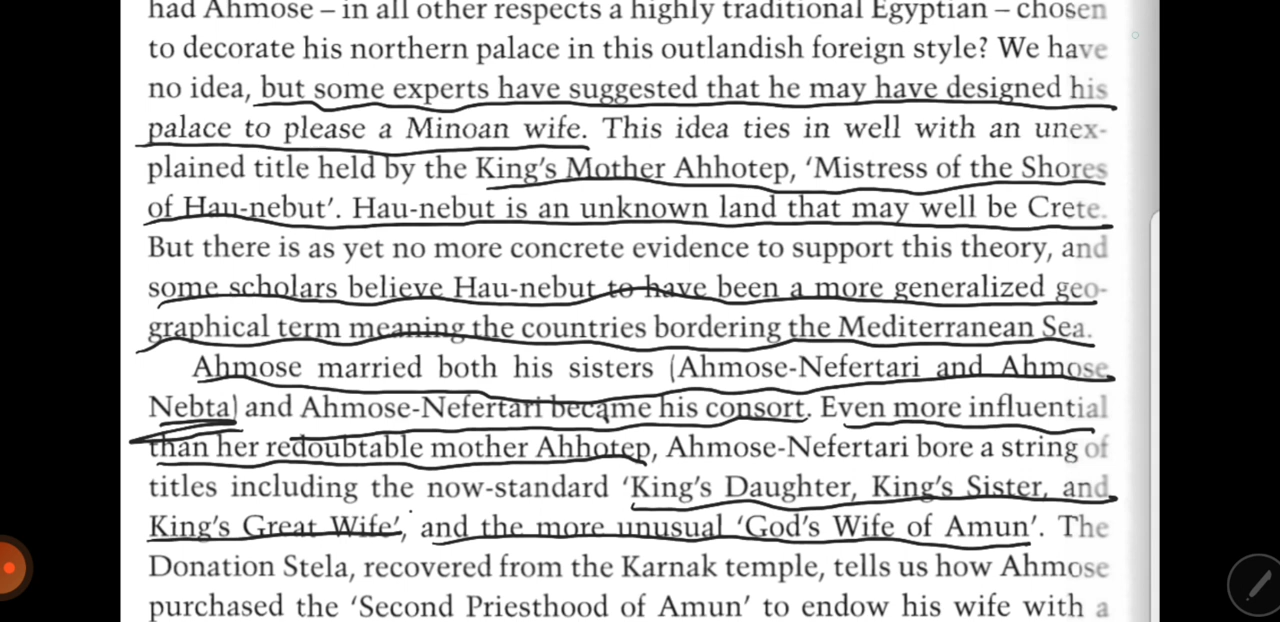 had Ahmose – in all other respects a highly traditional Egyptian – chosen
to decorate his northern palace in this outlandish foreign style? We have
no idea, but some experts have suggested that he may have designed his
palace to please a Minoan wife. This idea ties in well with an unex-
plained title held by the King's Mother Ahhotep, 'Mistress of the Shores
of Hau-nebut'. Hau-nebut is an unknown land that may well be Crete.
But there is as yet no more concrete evidence to support this theory, and
some scholars believe Hau-nebut to have been a more generalized geo-
graphical term meaning the countries bordering the Mediterranean Sea.
Ahmose married both his sisters (Ahmose-Nefertari and Ahmose
Nebta) and Ahmose-Nefertari became his consort. Even more influential
than her redoubtable mother Ahhotep, Ahmose-Nefertari bore a string of
titles including the now-standard 'King's Daughter, King's Sister, and
King's Great Wife', and the more unusual 'God's Wife of Amun'. The
Donation Stela, recovered from the Karnak temple, tells us how Ahmose
purchased the 'Second Priesthood of Amun' to endow his wife with a